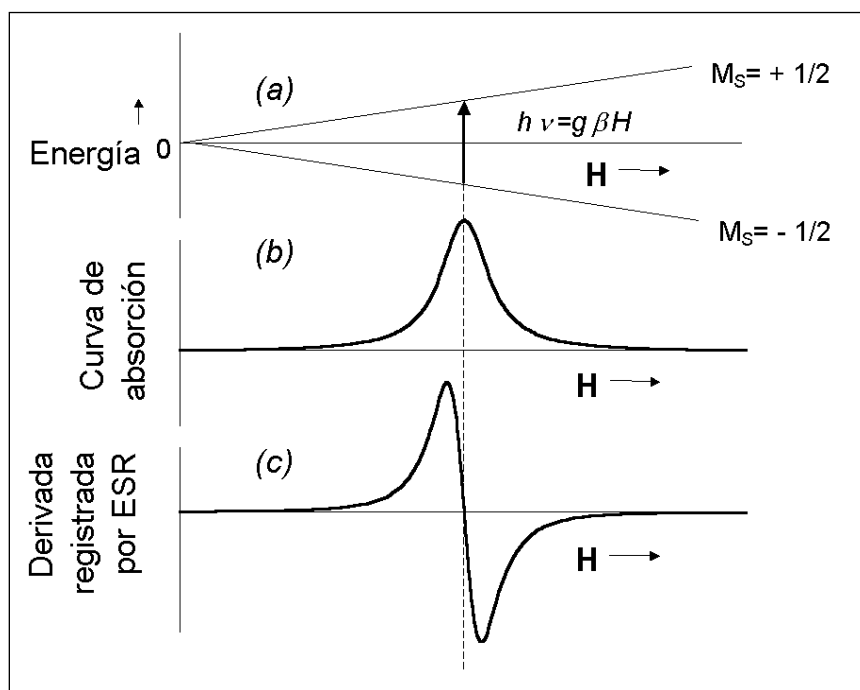 (a)
M_S= + 1/2
h ν=g βH
Energía → 0
H →
M_S= - 1/2
(b)
Curva de
absorción
H →
(c)
Derivada
registrada
por ESR
H →